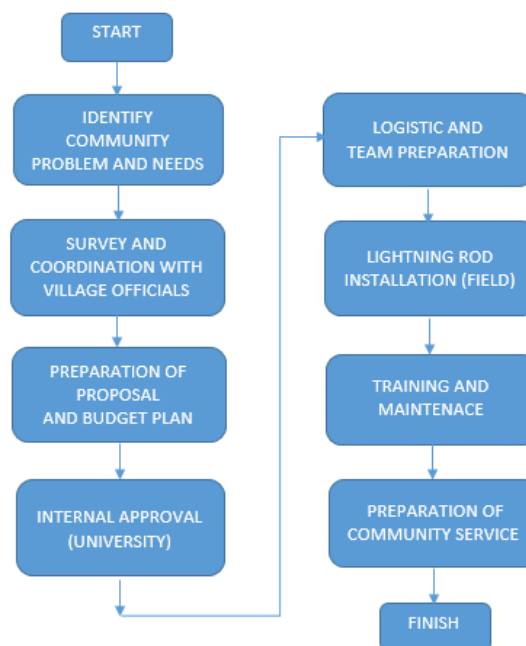 START
IDENTIFY
COMMUNITY
PROBLEM AND NEEDS
SURVEY AND
COORDINATION WITH
VILLAGE OFFICIALS
PREPARATION OF
PROPOSAL
AND BUDGET PLAN
INTERNAL APPROVAL
(UNIVERSITY)
LOGISTIC AND
TEAM PREPARATION
LIGHTNING ROD
INSTALLATION (FIELD)
TRAINING AND
MAINTENACE
PREPARATION OF
COMMUNITY SERVICE
FINISH